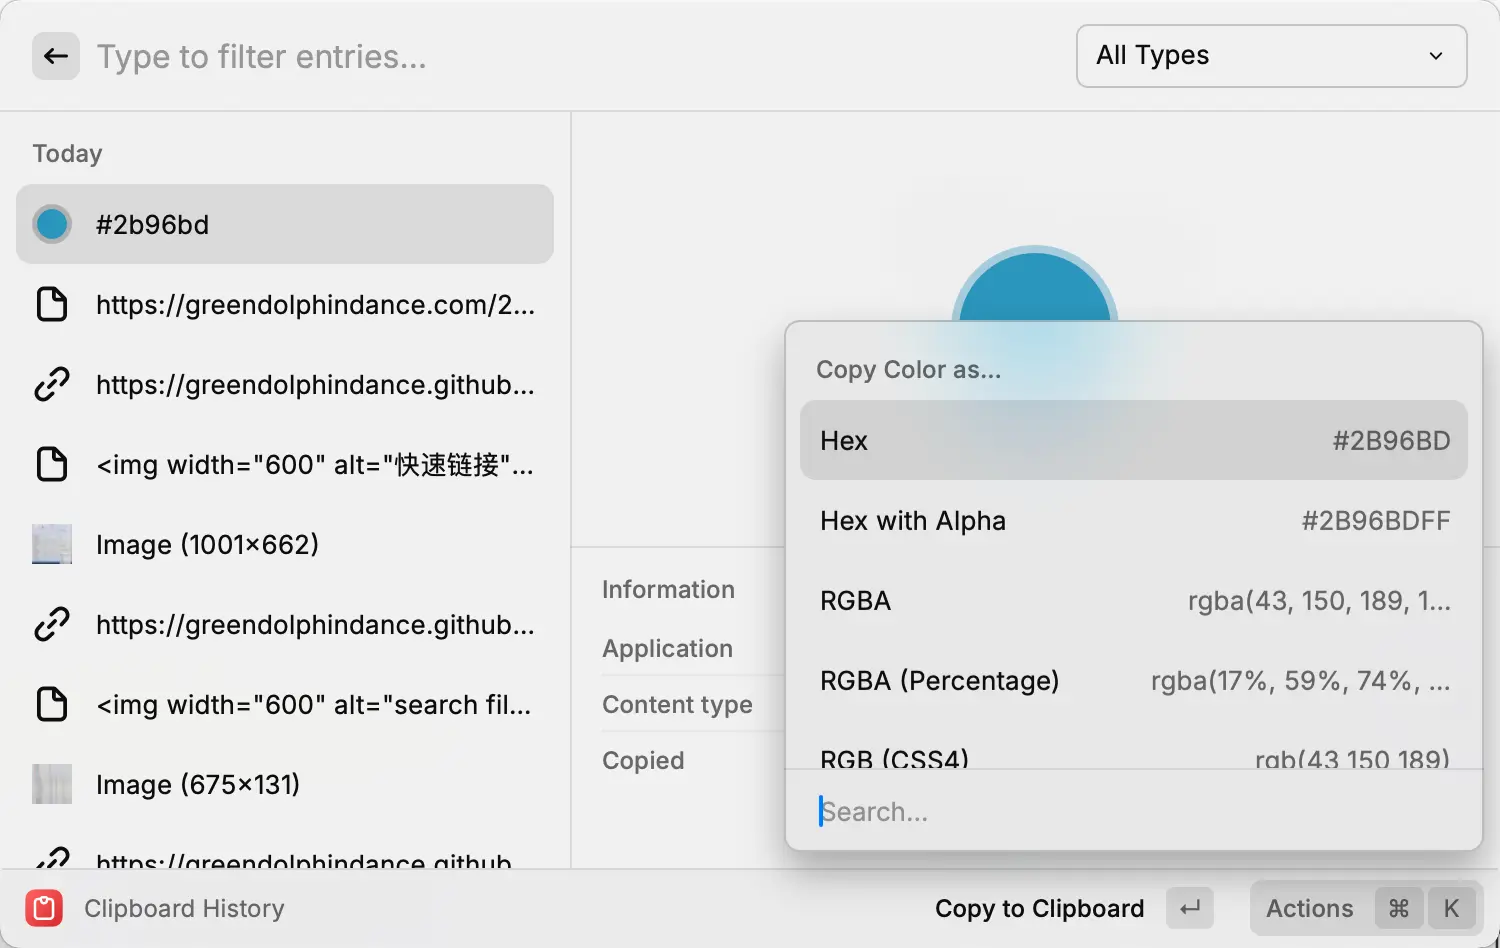 Type to filter entries...
All Types
Today
#2b96bd
https://greendolphindance.com/2...
https://greendolphindance.github...
<img width="600" alt="快速链接"...
Image (1001×662)
https://greendolphindance.github...
<img width="600" alt="search fil...
Image (675×131)
https://greendolphindance.github...
Information
Application
Content type
Copied
Copy Color as...
Hex #2B96BD
Hex with Alpha #2B96BDFF
RGBA rgba(43, 150, 189, 1...
RGBA (Percentage) rgba(17%, 59%, 74%, ...
RGB (CSS4) rgb(43 150 189)
Search...
Clipboard History
Copy to Clipboard ↵
Actions ⌘ K